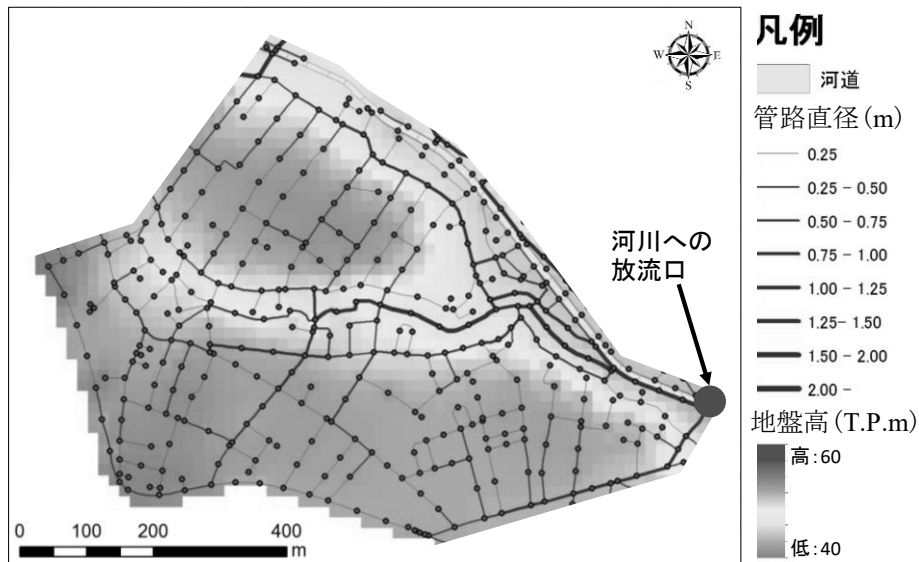 N
W
E
S
河川への
放流口
0
100
200
400
m
凡例
河道
管路直径(m)
0.25
0.25 - 0.50
0.50 - 0.75
0.75 - 1.00
1.00 - 1.25
1.25- 1.50
1.50 - 2.00
2.00 -
地盤高(T.P.m)
高:60
低:40